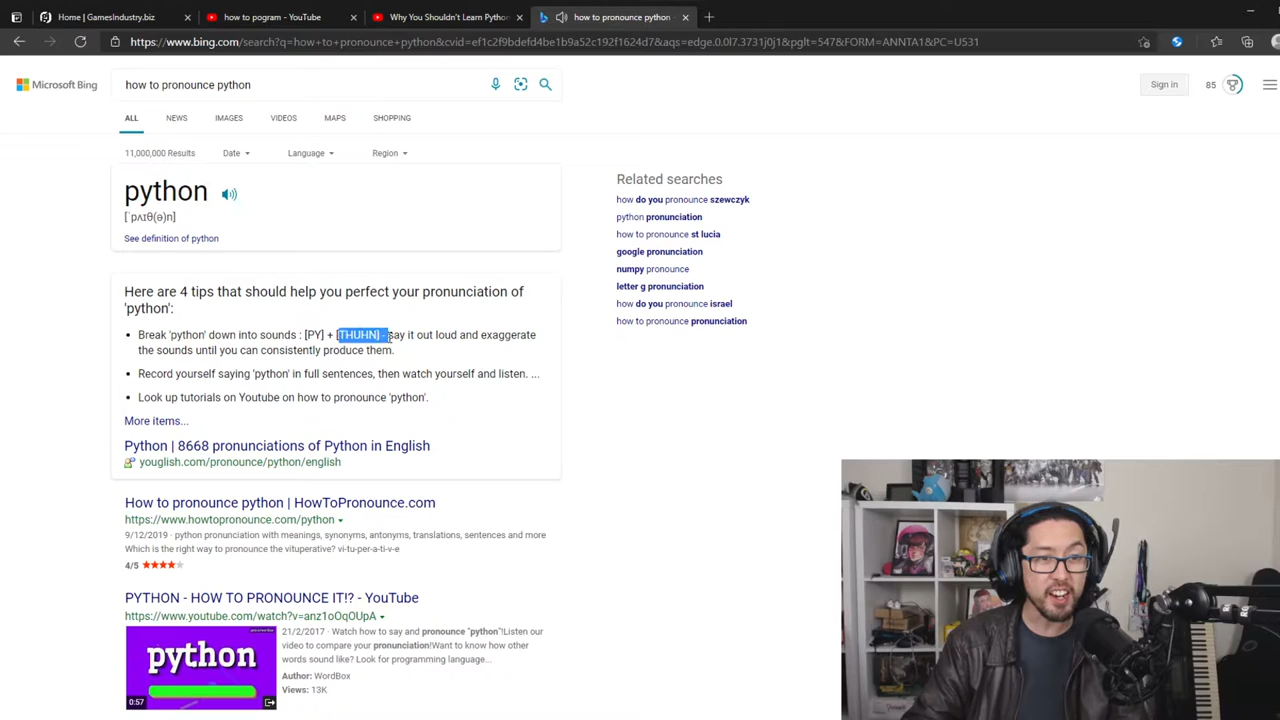 Home | GamesIndustry.biz
how to pogram - YouTube
Why You Shouldn't Learn Python
how to pronounce python
https://www.bing.com/search?q=how+to+pronounce+python&cvid=ef1c2f9bdefd4be1b9a52c192f1624d7&aqs=edge.0.0l7.3731j0j1&pglt=547&FORM=ANNTA1&PC=U531
Microsoft Bing
how to pronounce python
Sign in
85
ALL NEWS IMAGES VIDEOS MAPS SHOPPING
11,000,000 Results Date Language Region
python
[ˈpʌɪθ(ə)n]
See definition of python
Here are 4 tips that should help you perfect your pronunciation of
'python':
• Break 'python' down into sounds : [PY] + [THUHN] - say it out loud and exaggerate
the sounds until you can consistently produce them.
• Record yourself saying 'python' in full sentences, then watch yourself and listen. ...
• Look up tutorials on Youtube on how to pronounce 'python'.
More items...
Python | 8668 pronunciations of Python in English
youglish.com/pronounce/python/english
How to pronounce python | HowToPronounce.com
https://www.howtopronounce.com/python
9/12/2019 · python pronunciation with meanings, synonyms, antonyms, translations, sentences and more
Which is the right way to pronounce the vituperative? vi-tu-per-a-ti-v-e
4/5
PYTHON - HOW TO PRONOUNCE IT!? - YouTube
https://www.youtube.com/watch?v=anz1oOqOUpA
python
0:57
21/2/2017 · Watch how to say and pronounce "python"!Listen our
video to compare your pronunciation!Want to know how other
words sound like? Look for programming language...
Author: WordBox
Views: 13K
Related searches
how do you pronounce szewczyk
python pronunciation
how to pronounce st lucia
google pronunciation
numpy pronounce
letter g pronunciation
how do you pronounce israel
how to pronounce pronunciation